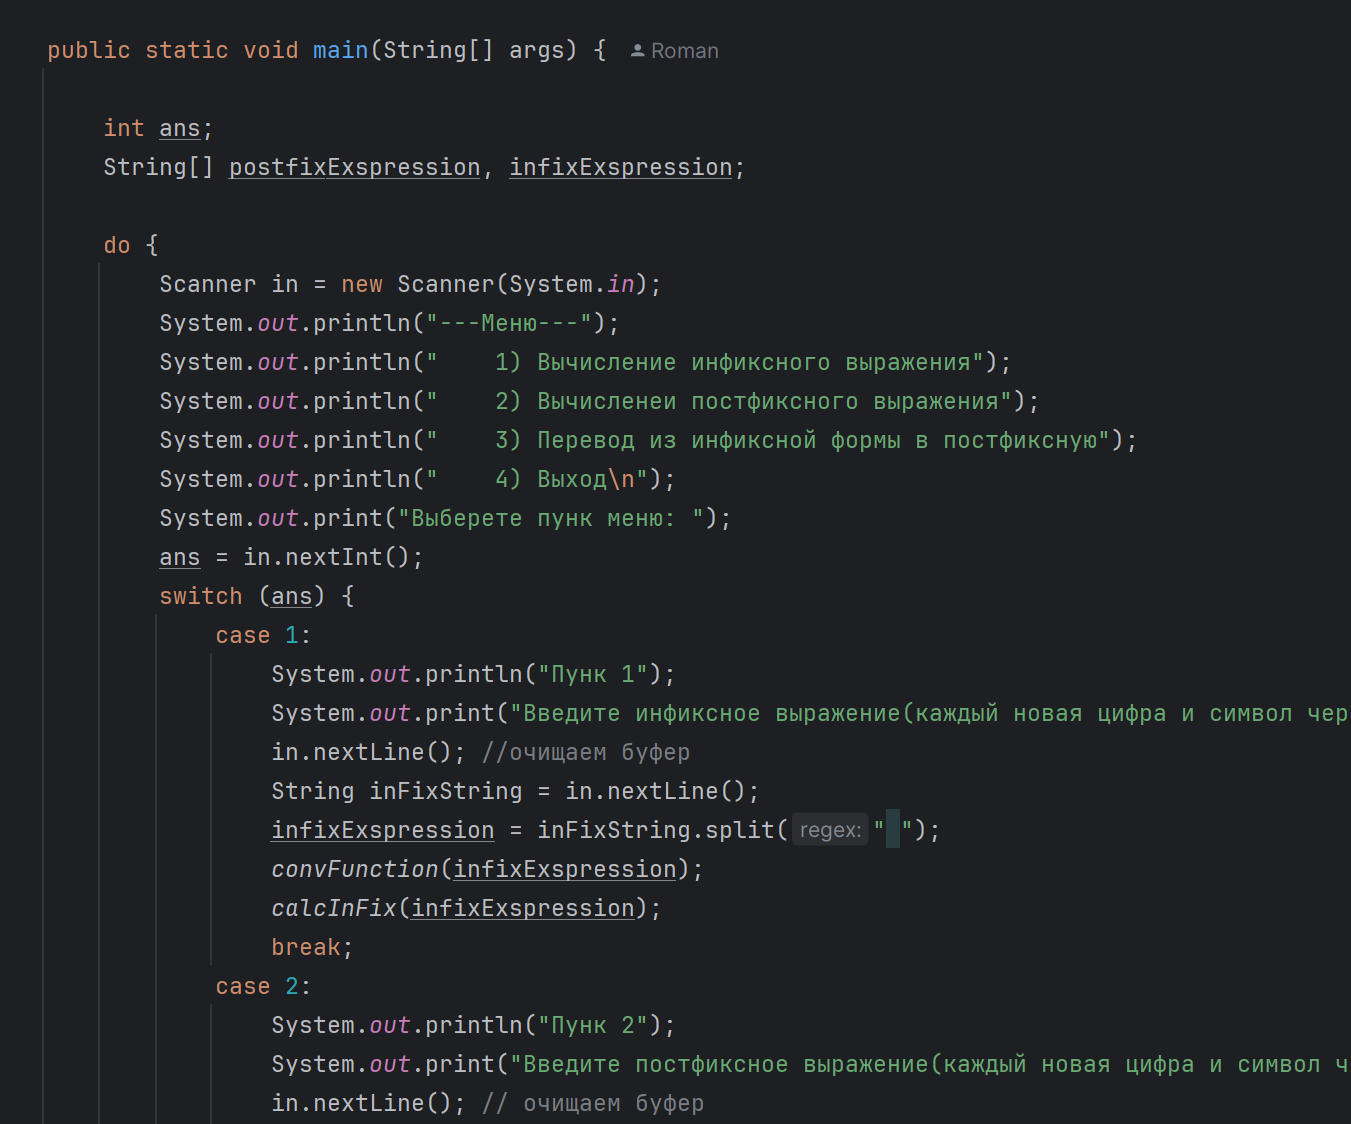 public static void main(String[] args) { Roman
int ans;
String[] postfixExspression, infixExspression;
do {
Scanner in = new Scanner(System.in);
System.out.println("---Меню---");
System.out.println("    1) Вычисление инфиксного выражения");
System.out.println("    2) Вычисленеи постфиксного выражения");
System.out.println("    3) Перевод из инфиксной формы в постфиксную");
System.out.println("    4) Выход\n");
System.out.print("Выберете пунк меню: ");
ans = in.nextInt();
switch (ans) {
case 1:
System.out.println("Пунк 1");
System.out.print("Введите инфиксное выражение(каждый новая цифра и символ чер
in.nextLine(); //очищаем буфер
String inFixString = in.nextLine();
infixExspression = inFixString.split( regex: " ");
convFunction(infixExspression);
calcInFix(infixExspression);
break;
case 2:
System.out.println("Пунк 2");
System.out.print("Введите постфиксное выражение(каждый новая цифра и символ ч
in.nextLine(); // очищаем буфер